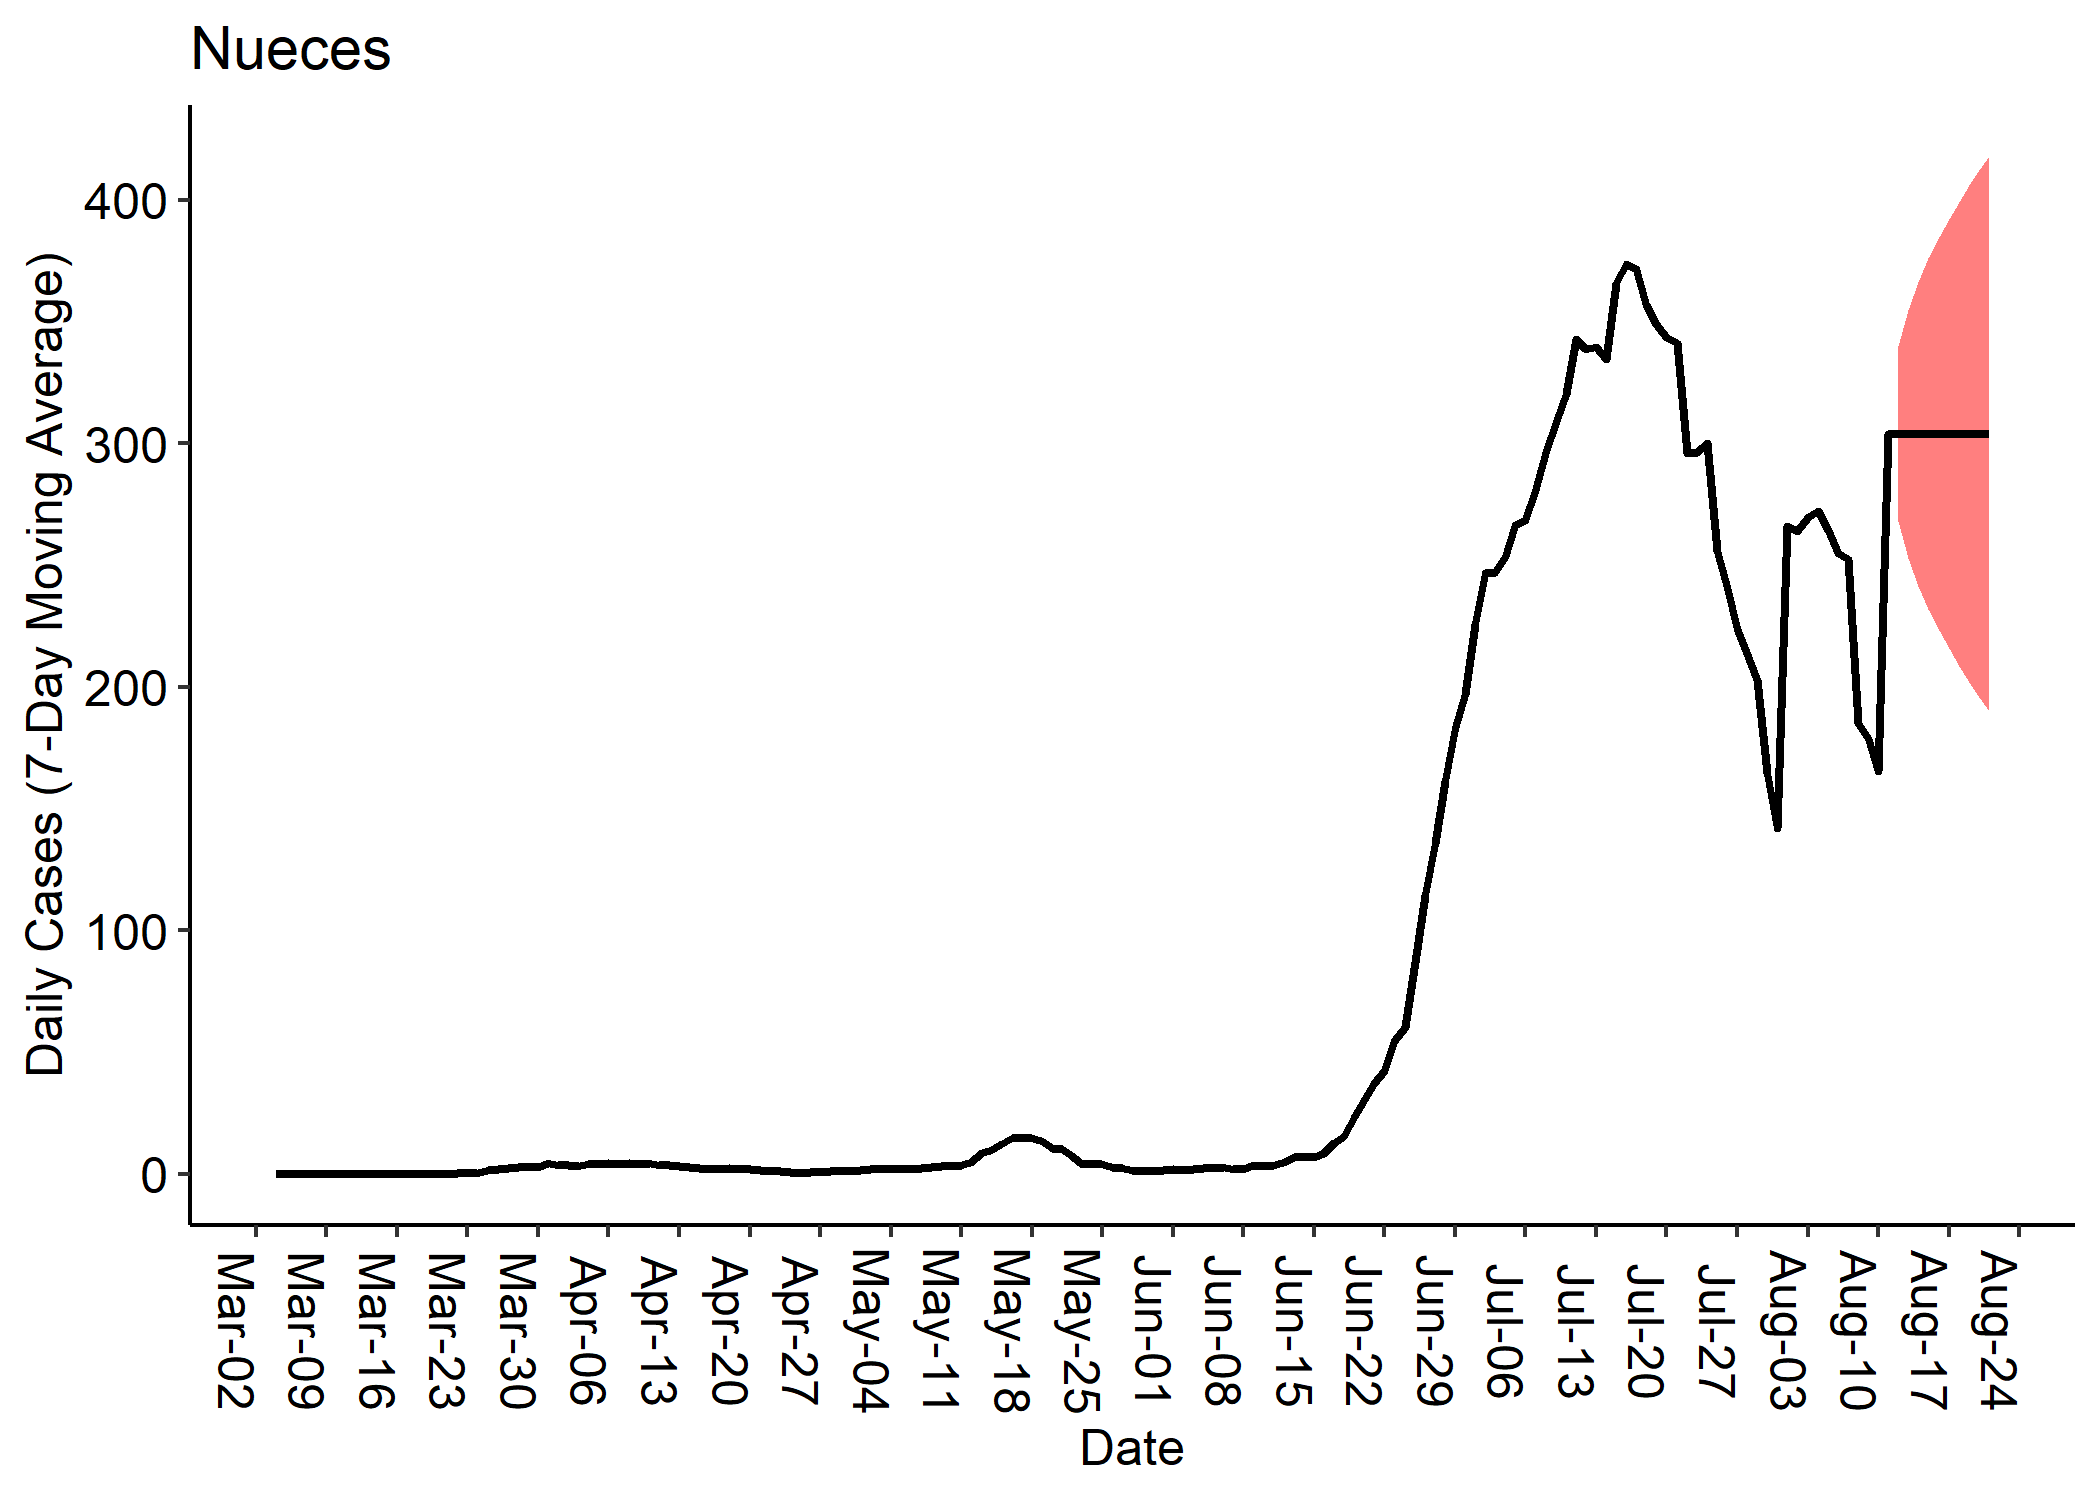 Nueces
Daily Cases (7-Day Moving Average)
400
300
200
100
0
Mar-02
Mar-09
Mar-16
Mar-23
Mar-30
Apr-06
Apr-13
Apr-20
Apr-27
May-04
May-11
May-18
May-25
Jun-01
Jun-08
Jun-15
Jun-22
Jun-29
Jul-06
Jul-13
Jul-20
Jul-27
Aug-03
Aug-10
Aug-17
Aug-24
Date